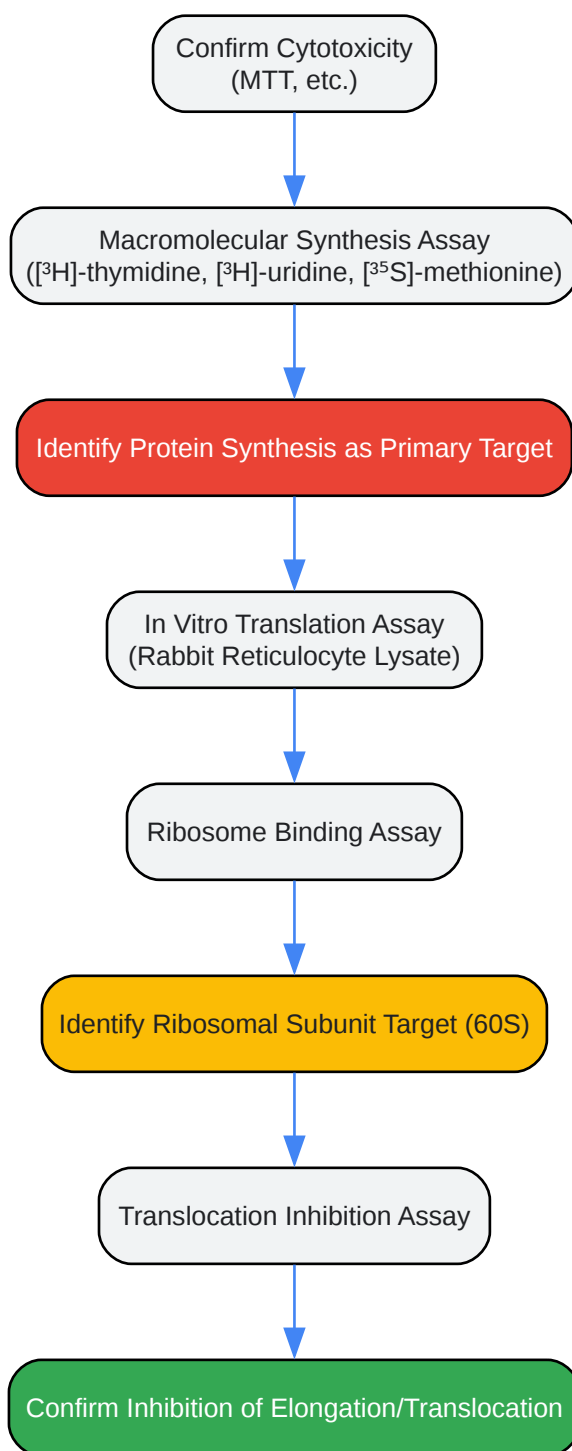 Confirm Cytotoxicity
(MTT, etc.)
Macromolecular Synthesis Assay
([³H]-thymidine, [³H]-uridine, [³⁵S]-methionine)
Identify Protein Synthesis as Primary Target
In Vitro Translation Assay
(Rabbit Reticulocyte Lysate)
Ribosome Binding Assay
Identify Ribosomal Subunit Target (60S)
Translocation Inhibition Assay
Confirm Inhibition of Elongation/Translocation